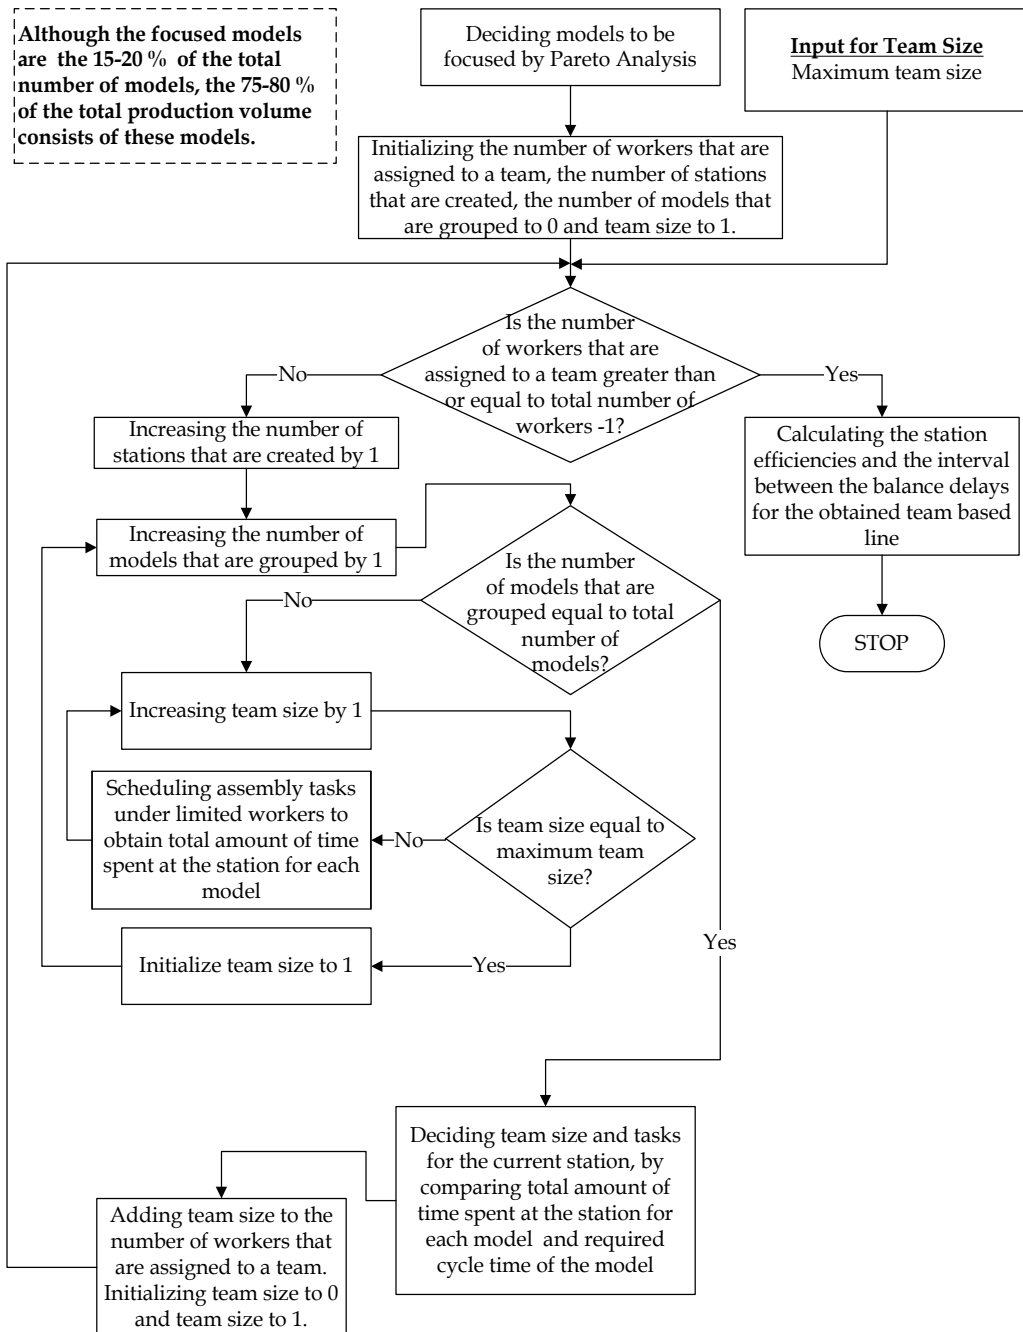 Although the focused models
are the 15-20 % of the total
number of models, the 75-80 %
of the total production volume
consists of these models.
Deciding models to be
focused by Pareto Analysis
Input for Team Size
Maximum team size
Initializing the number of workers that are
assigned to a team, the number of stations
that are created, the number of models that
are grouped to 0 and team size to 1.
Is the number
of workers that are
assigned to a team greater than
or equal to total number of
workers -1?
No
Yes
Increasing the number of
stations that are created by 1
Calculating the station
efficiencies and the interval
between the balance delays
for the obtained team based
line
Increasing the number of
models that are grouped by 1
Is the number
of models that are
grouped equal to total
number of
models?
No
STOP
Increasing team size by 1
Scheduling assembly tasks
under limited workers to
obtain total amount of time
spent at the station for each
model
No
Is team size equal to
maximum team
size?
Yes
Initialize team size to 1
Yes
Deciding team size and tasks
for the current station, by
comparing total amount of
time spent at the station for
each model and required
cycle time of the model
Adding team size to the
number of workers that
are assigned to a team.
Initializing team size to 0
and team size to 1.